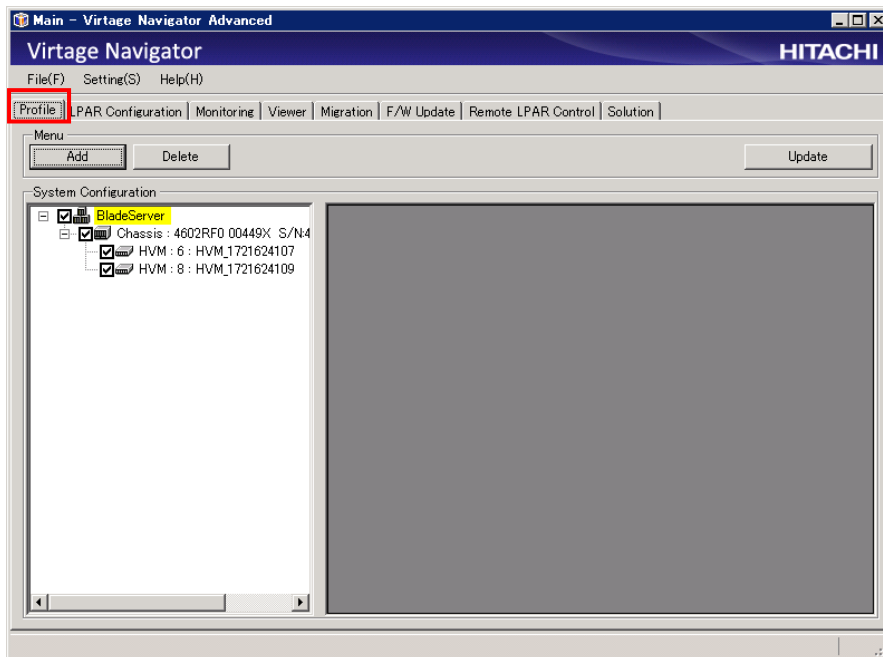 Main - Virtage Navigator Advanced
Virtage Navigator HITACHI
File(F) Setting(S) Help(H)
Profile LPAR Configuration Monitoring Viewer Migration F/W Update Remote LPAR Control Solution
Menu
Add Delete Update
System Configuration
BladeServer
Chassis : 4602RF0 00449X S/N:4
HVM : 6 : HVM_1721624107
HVM : 8 : HVM_1721624109